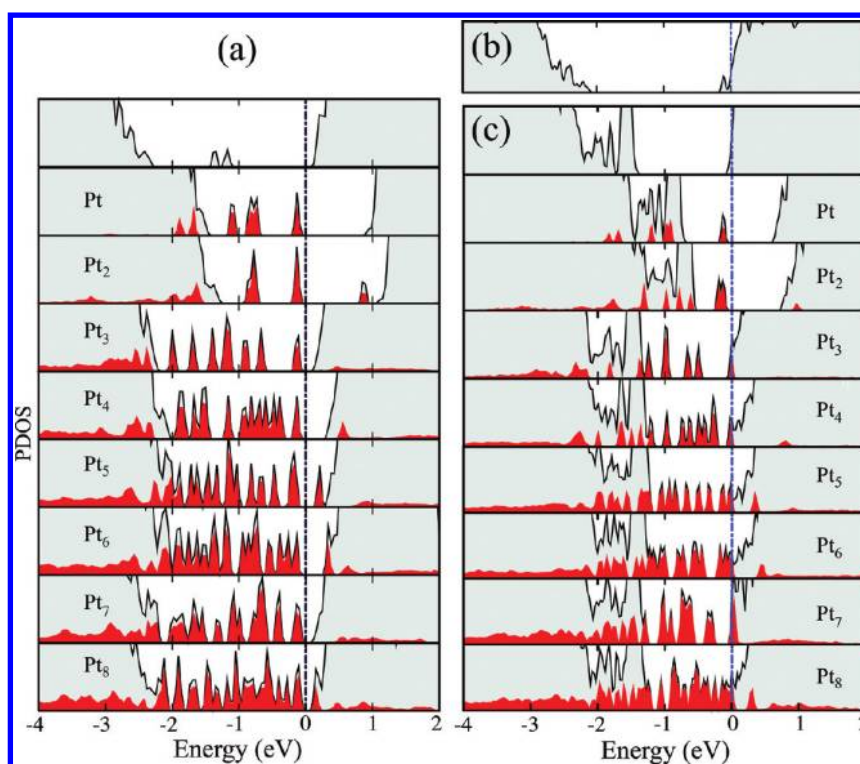 (a)
PDOS
Pt
Pt₂
Pt₃
Pt₄
Pt₅
Pt₆
Pt₇
Pt₈
-4 -3 -2 -1 0 1 2
Energy (eV)
(b)
(c)
Pt
Pt₂
Pt₃
Pt₄
Pt₅
Pt₆
Pt₇
Pt₈
-4 -3 -2 -1 0 1 2
Energy (eV)